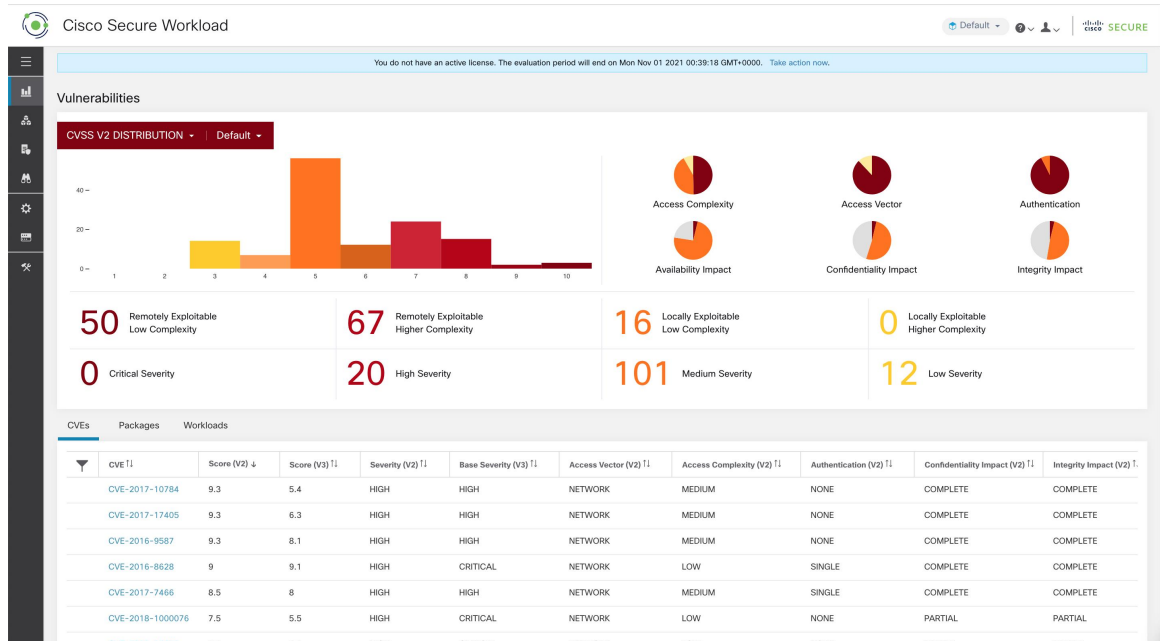 Cisco Secure Workload
Default
CISCO SECURE
You do not have an active license. The evaluation period will end on Mon Nov 01 2021 00:39:18 GMT+0000. Take action now.
Vulnerabilities
CVSS V2 DISTRIBUTION Default
40
20
0
1 2 3 4 5 6 7 8 9 10
Access Complexity Access Vector Authentication
Availability Impact Confidentiality Impact Integrity Impact
50 Remotely Exploitable Low Complexity
67 Remotely Exploitable Higher Complexity
16 Locally Exploitable Low Complexity
0 Locally Exploitable Higher Complexity
0 Critical Severity
20 High Severity
101 Medium Severity
12 Low Severity
CVEs Packages Workloads
CVE Score (V2) Score (V3) Severity (V2) Base Severity (V3) Access Vector (V2) Access Complexity (V2) Authentication (V2) Confidentiality Impact (V2) Integrity Impact (V2)
CVE-2017-10784 9.3 5.4 HIGH HIGH NETWORK MEDIUM NONE COMPLETE COMPLETE
CVE-2017-17405 9.3 6.3 HIGH HIGH NETWORK MEDIUM NONE COMPLETE COMPLETE
CVE-2016-9587 9.3 8.1 HIGH HIGH NETWORK MEDIUM NONE COMPLETE COMPLETE
CVE-2016-8628 9 9.1 HIGH CRITICAL NETWORK LOW SINGLE COMPLETE COMPLETE
CVE-2017-7466 8.5 8 HIGH HIGH NETWORK MEDIUM SINGLE COMPLETE COMPLETE
CVE-2018-1000076 7.5 5.5 HIGH CRITICAL NETWORK LOW NONE PARTIAL PARTIAL